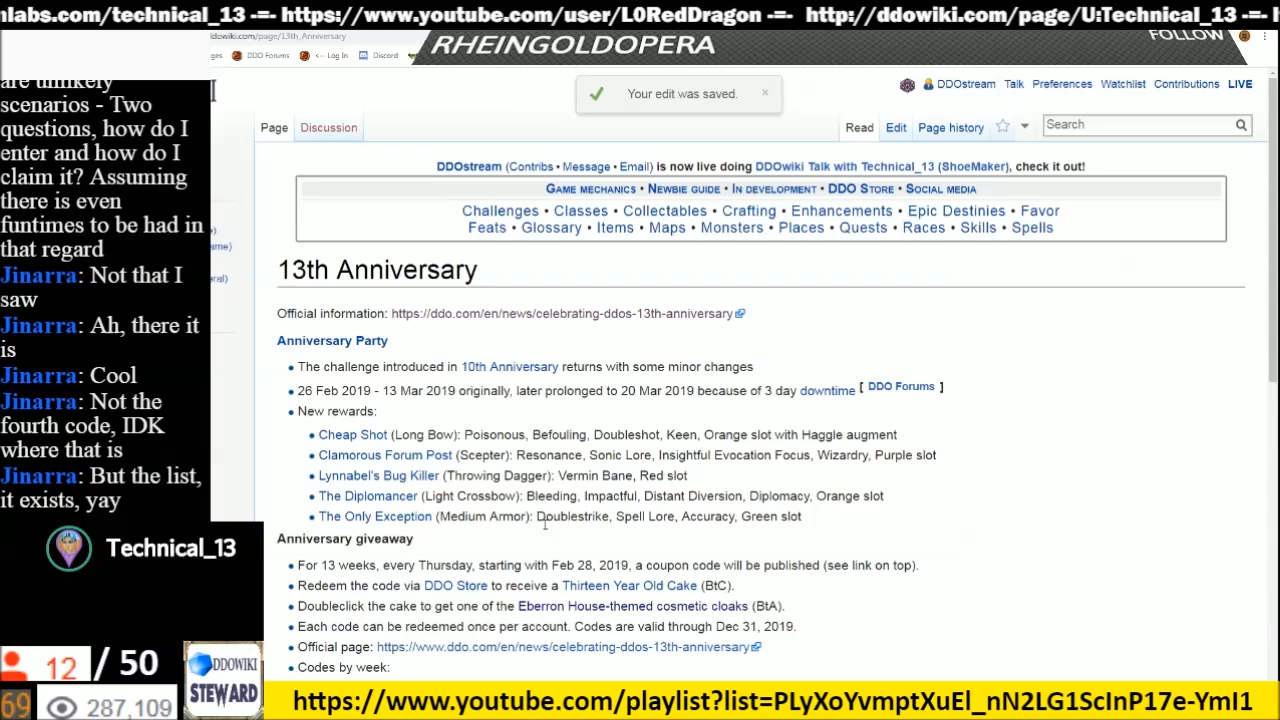 nlabs.com/technical_13 -=- https://www.youtube.com/user/L0RedDragon -=- http://ddowiki.com/page/U:Technical_13 -=- h
dowiki.com/page/13th_Anniversary
RHEINGOLDOPERA
FOLLOW
ges DDO Forums <-- Log In Discord
Your edit was saved. ×
DDOstream Talk Preferences Watchlist Contributions LIVE
Page Discussion Read Edit Page history Search
DDOstream (Contribs • Message • Email) is now live doing DDOwiki Talk with Technical_13 (ShoeMaker), check it out!
Game mechanics • Newbie guide • In development • DDO Store • Social media
Challenges • Classes • Collectables • Crafting • Enhancements • Epic Destinies • Favor
Feats • Glossary • Items • Maps • Monsters • Places • Quests • Races • Skills • Spells
13th Anniversary
Official information: https://ddo.com/en/news/celebrating-ddos-13th-anniversary
Anniversary Party
• The challenge introduced in 10th Anniversary returns with some minor changes
• 26 Feb 2019 - 13 Mar 2019 originally, later prolonged to 20 Mar 2019 because of 3 day downtime [ DDO Forums ]
• New rewards:
• Cheap Shot (Long Bow): Poisonous, Befouling, Doubleshot, Keen, Orange slot with Haggle augment
• Clamorous Forum Post (Scepter): Resonance, Sonic Lore, Insightful Evocation Focus, Wizardry, Purple slot
• Lynnabel's Bug Killer (Throwing Dagger): Vermin Bane, Red slot
• The Diplomancer (Light Crossbow): Bleeding, Impactful, Distant Diversion, Diplomacy, Orange slot
• The Only Exception (Medium Armor): Doublestrike, Spell Lore, Accuracy, Green slot
Anniversary giveaway
• For 13 weeks, every Thursday, starting with Feb 28, 2019, a coupon code will be published (see link on top).
• Redeem the code via DDO Store to receive a Thirteen Year Old Cake (BtC).
• Doubleclick the cake to get one of the Eberron House-themed cosmetic cloaks (BtA).
• Each code can be redeemed once per account. Codes are valid through Dec 31, 2019.
• Official page: https://www.ddo.com/en/news/celebrating-ddos-13th-anniversary
• Codes by week:
are unlikely
scenarios - Two
questions, how do I
enter and how do I
claim it? Assuming
there is even
funtimes to be had in
that regard
Jinarra: Not that I
saw
Jinarra: Ah, there it
is
Jinarra: Cool
Jinarra: Not the
fourth code, IDK
where that is
Jinarra: But the list,
it exists, yay
me)
ral)
Technical_13
12 / 50
69 287,109
DDOWIKI
STEWARD
https://www.youtube.com/playlist?list=PLyXoYvmptXuEl_nN2LG1ScInP17e-YmI1